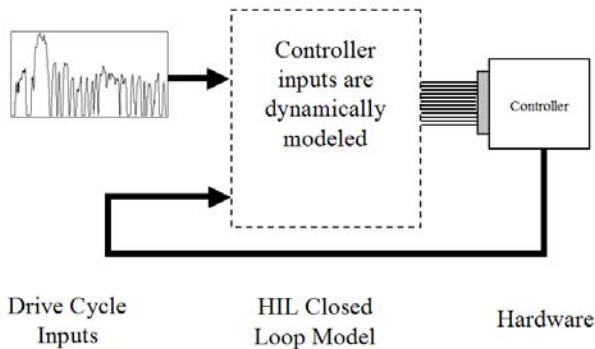 Controller
inputs are
dynamically
modeled
Controller
Drive Cycle
Inputs
HIL Closed
Loop Model
Hardware